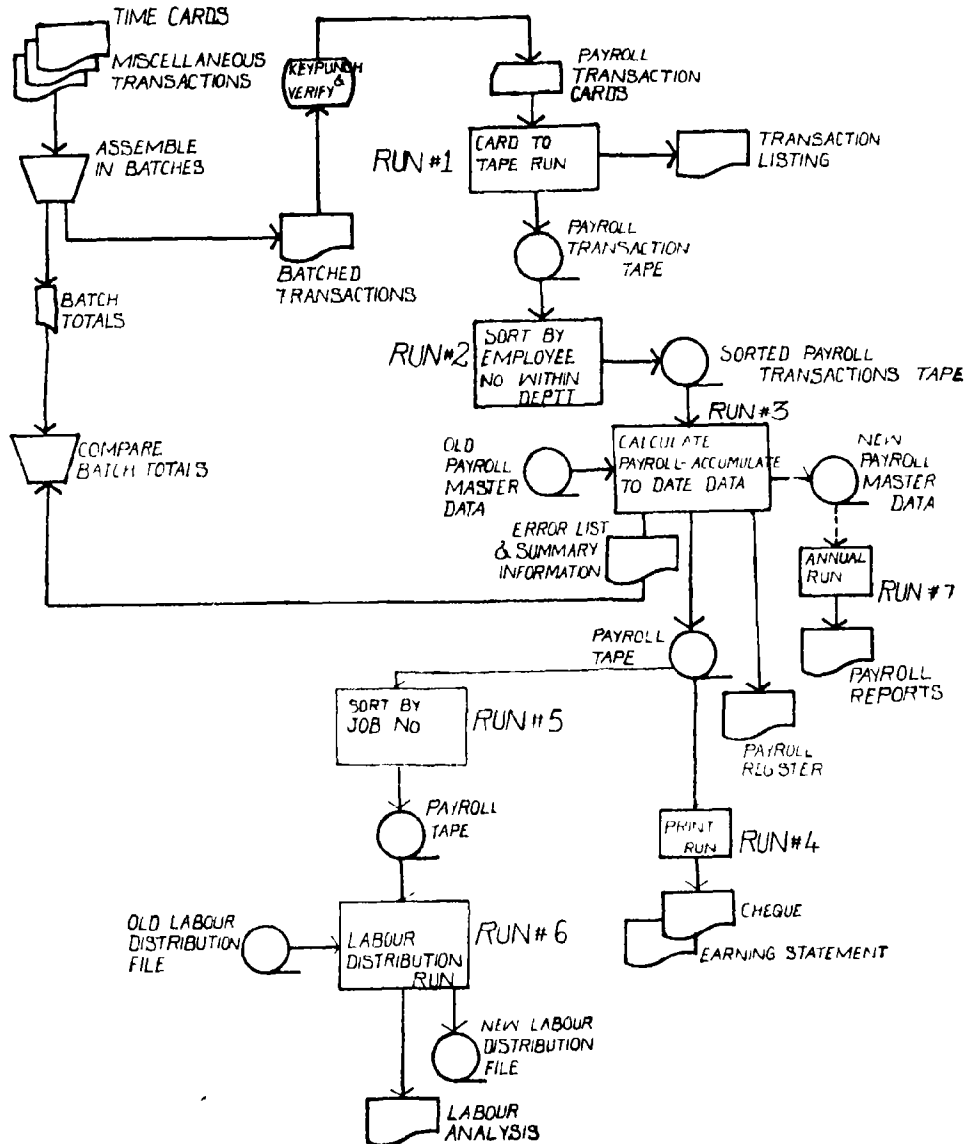 TIME CARDS
MISCELLANEOUS
TRANSACTIONS
KEYPUNCH
&
VERIFY
PAYROLL
TRANSACTION
CARDS
ASSEMBLE
IN BATCHES
RUN #1
CARD TO
TAPE RUN
TRANSACTION
LISTING
BATCHED
TRANSACTIONS
PAYROLL
TRANSACTION
TAPE
BATCH
TOTALS
RUN#2
SORT BY
EMPLOYEE
NO WITHIN
DEPTT
SORTED PAYROLL
TRANSACTIONS TAPE
RUN #3
COMPARE
BATCH TOTALS
OLD
PAYROLL
MASTER
DATA
CALCULATE
PAYROLL-ACCUMULATE
TO DATE DATA
NEW
PAYROLL
MASTER
DATA
ERROR LIST
& SUMMARY
INFORMATION
ANNUAL
RUN
RUN #7
PAYROLL
TAPE
PAYROLL
REPORTS
SORT BY
JOB NO
RUN #5
PAYROLL
REGISTER
PAYROLL
TAPE
PRINT
RUN
RUN#4
OLD LABOUR
DISTRIBUTION
FILE
LABOUR
DISTRIBUTION
RUN
RUN# 6
CHEQUE
EARNING STATEMENT
NEW LABOUR
DISTRIBUTION
FILE
LABOUR
ANALYSIS